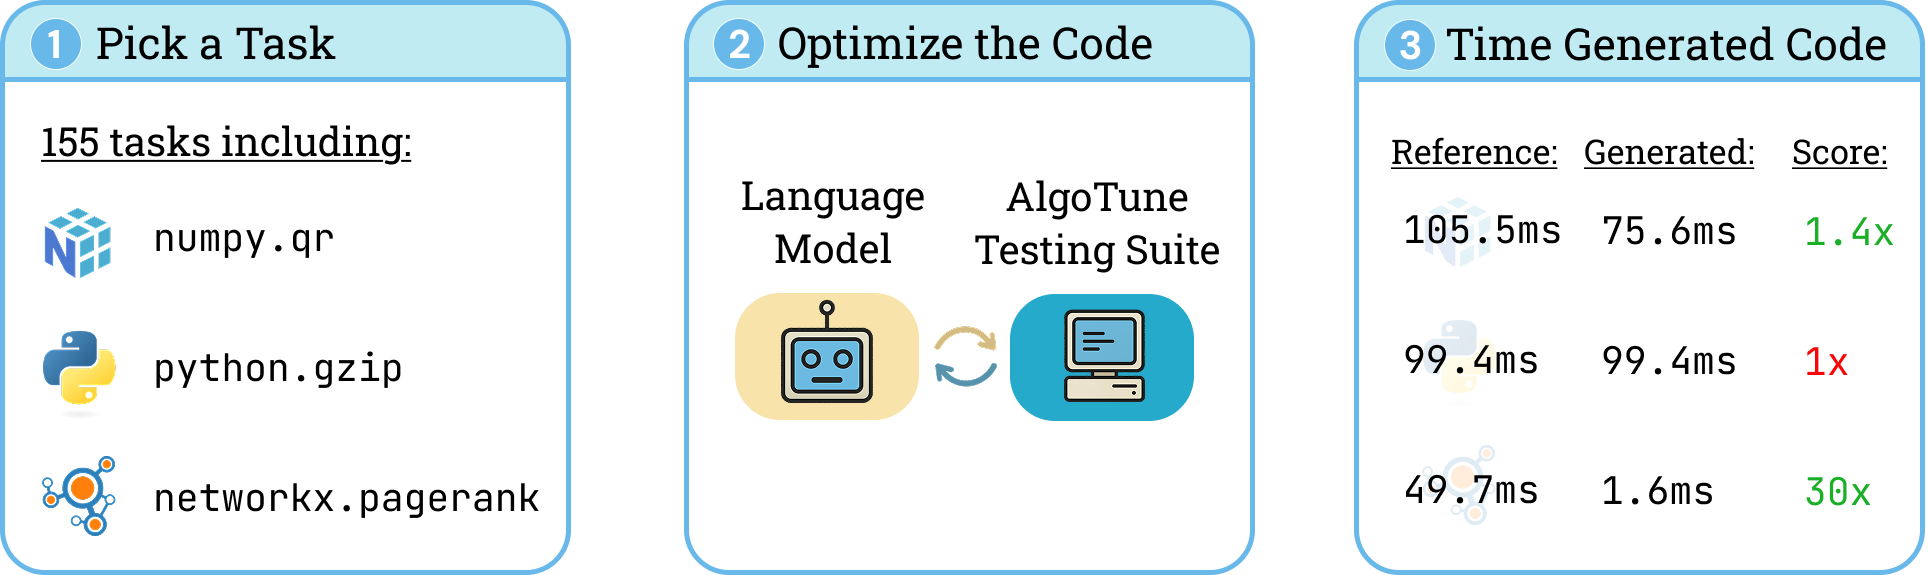 1 Pick a Task
155 tasks including:
numpy.qr
python.gzip
networkx.pagerank
2 Optimize the Code
Language
Model
AlgoTune
Testing Suite
3 Time Generated Code
Reference: Generated: Score:
105.5ms 75.6ms 1.4x
99.4ms 99.4ms 1x
49.7ms 1.6ms 30x